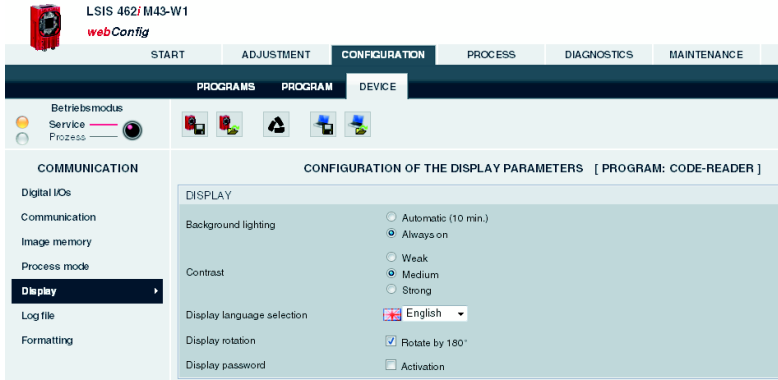 LSIS 462i M43-W1
webConfig
START ADJUSTMENT CONFIGURATION PROCESS DIAGNOSTICS MAINTENANCE
PROGRAMS PROGRAM DEVICE
Betriebsmodus
Service
Prozess
COMMUNICATION
Digital I/Os
Communication
Image memory
Process mode
Display
Log file
Formatting
CONFIGURATION OF THE DISPLAY PARAMETERS [ PROGRAM: CODE-READER ]
DISPLAY
Background lighting
Automatic (10 min.)
Always on
Contrast
Weak
Medium
Strong
Display language selection English
Display rotation Rotate by 180°
Display password Activation